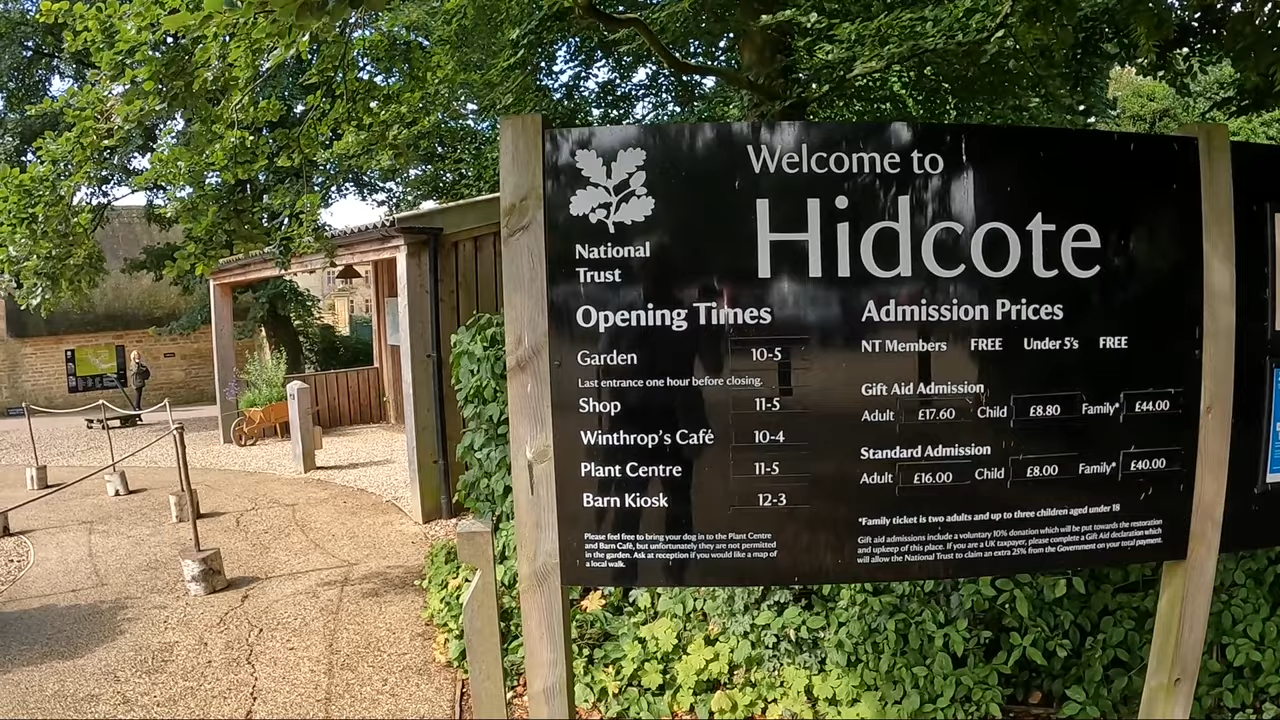 Welcome to
Hidcote
National
Trust
Opening Times
Garden 10-5
Last entrance one hour before closing.
Shop 11-5
Winthrop's Café 10-4
Plant Centre 11-5
Barn Kiosk 12-3
Please feel free to bring your dog in to the Plant Centre
and Barn Café, but unfortunately they are not permitted
in the garden. Ask at reception if you would like a map of
a local walk.
Admission Prices
NT Members FREE Under 5's FREE
Gift Aid Admission
Adult £17.60 Child £8.80 Family* £44.00
Standard Admission
Adult £16.00 Child £8.00 Family* £40.00
*Family ticket is two adults and up to three children aged under 18
Gift aid admissions include a voluntary 10% donation which will be put towards the restoration
and upkeep of this place. If you are a UK taxpayer, please complete a Gift Aid declaration which
will allow the National Trust to claim an extra 25% from the Government on your total payment.